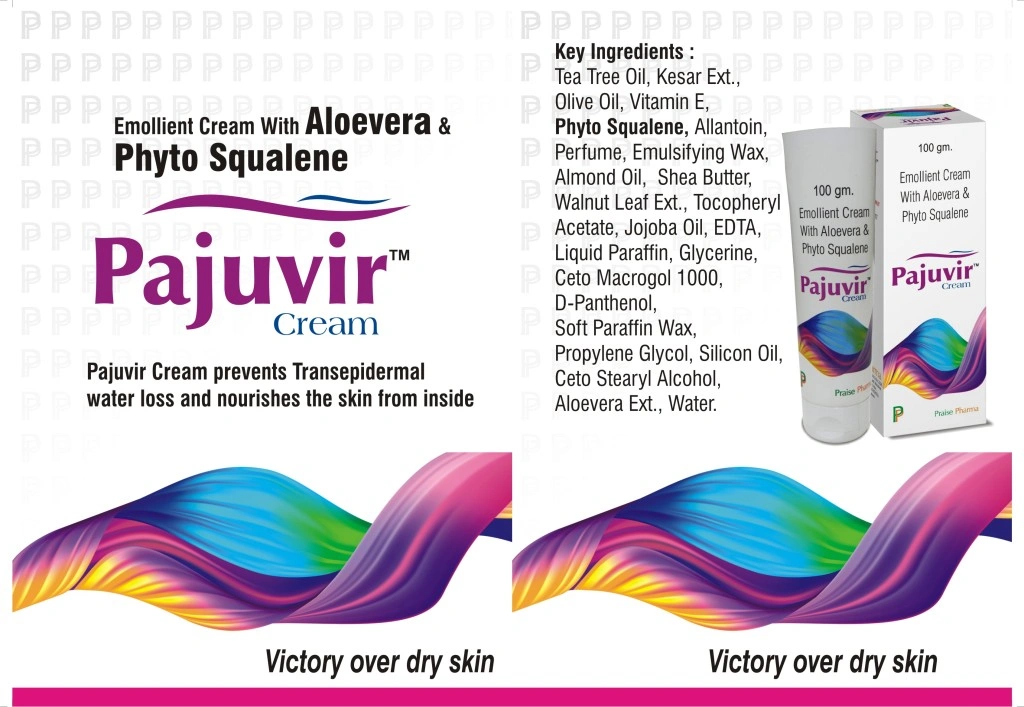 Emollient Cream With Aloevera &
Phyto Squalene
Pajuvir™
Cream
Pajuvir Cream prevents Transepidermal
water loss and nourishes the skin from inside
Victory over dry skin
Key Ingredients :
Tea Tree Oil, Kesar Ext.,
Olive Oil, Vitamin E,
Phyto Squalene, Allantoin,
Perfume, Emulsifying Wax,
Almond Oil, Shea Butter,
Walnut Leaf Ext., Tocopheryl
Acetate, Jojoba Oil, EDTA,
Liquid Paraffin, Glycerine,
Ceto Macrogol 1000,
D-Panthenol,
Soft Paraffin Wax,
Propylene Glycol, Silicon Oil,
Ceto Stearyl Alcohol,
Aloevera Ext., Water.
100 gm.
Emollient Cream
With Aloevera &
Phyto Squalene
Pajuvir
Cream
Praise Pharma
Pajuvir
100 gm.
Emollient Cream
With Aloevera &
Phyto Squalene
Pajuvir™
Cream
Praise Pharma
Victory over dry skin